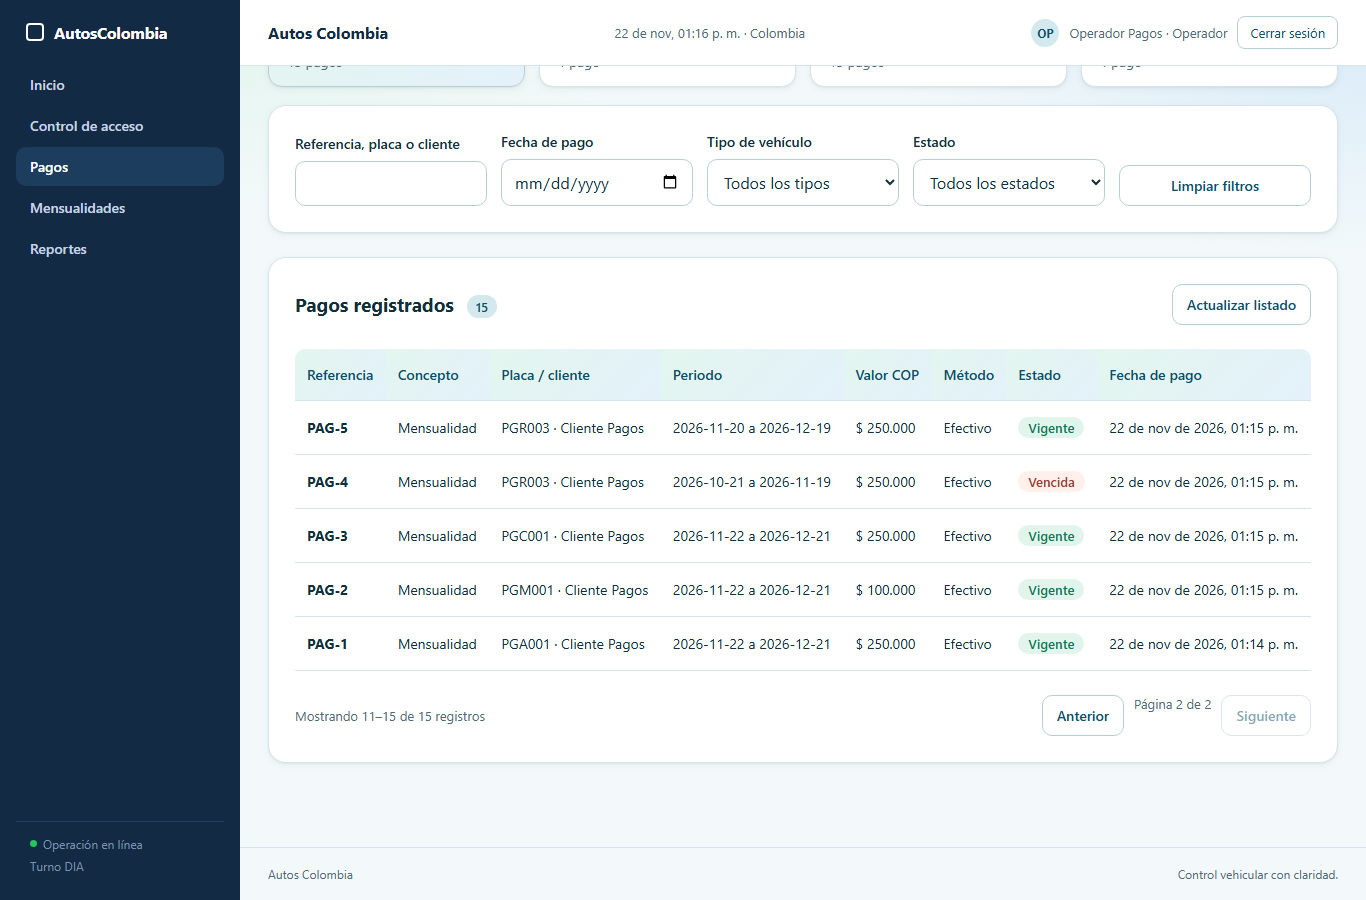 AutosColombia
Inicio
Control de acceso
Pagos
Mensualidades
Reportes
Operación en línea
Turno DIA
Autos Colombia
22 de nov, 01:16 p. m. · Colombia
OP
Operador Pagos · Operador
Cerrar sesión
Referencia, placa o cliente
Fecha de pago
mm/dd/yyyy
Tipo de vehículo
Todos los tipos
Estado
Todos los estados
Limpiar filtros
Pagos registrados 15
Actualizar listado
Referencia Concepto Placa / cliente Periodo Valor COP Método Estado Fecha de pago
PAG-5 Mensualidad PGR003 · Cliente Pagos 2026-11-20 a 2026-12-19 $ 250.000 Efectivo Vigente 22 de nov de 2026, 01:15 p. m.
PAG-4 Mensualidad PGR003 · Cliente Pagos 2026-10-21 a 2026-11-19 $ 250.000 Efectivo Vencida 22 de nov de 2026, 01:15 p. m.
PAG-3 Mensualidad PGC001 · Cliente Pagos 2026-11-22 a 2026-12-21 $ 250.000 Efectivo Vigente 22 de nov de 2026, 01:15 p. m.
PAG-2 Mensualidad PGM001 · Cliente Pagos 2026-11-22 a 2026-12-21 $ 100.000 Efectivo Vigente 22 de nov de 2026, 01:15 p. m.
PAG-1 Mensualidad PGA001 · Cliente Pagos 2026-11-22 a 2026-12-21 $ 250.000 Efectivo Vigente 22 de nov de 2026, 01:14 p. m.
Mostrando 11–15 de 15 registros
Anterior
Página 2 de 2
Siguiente
Autos Colombia
Control vehicular con claridad.